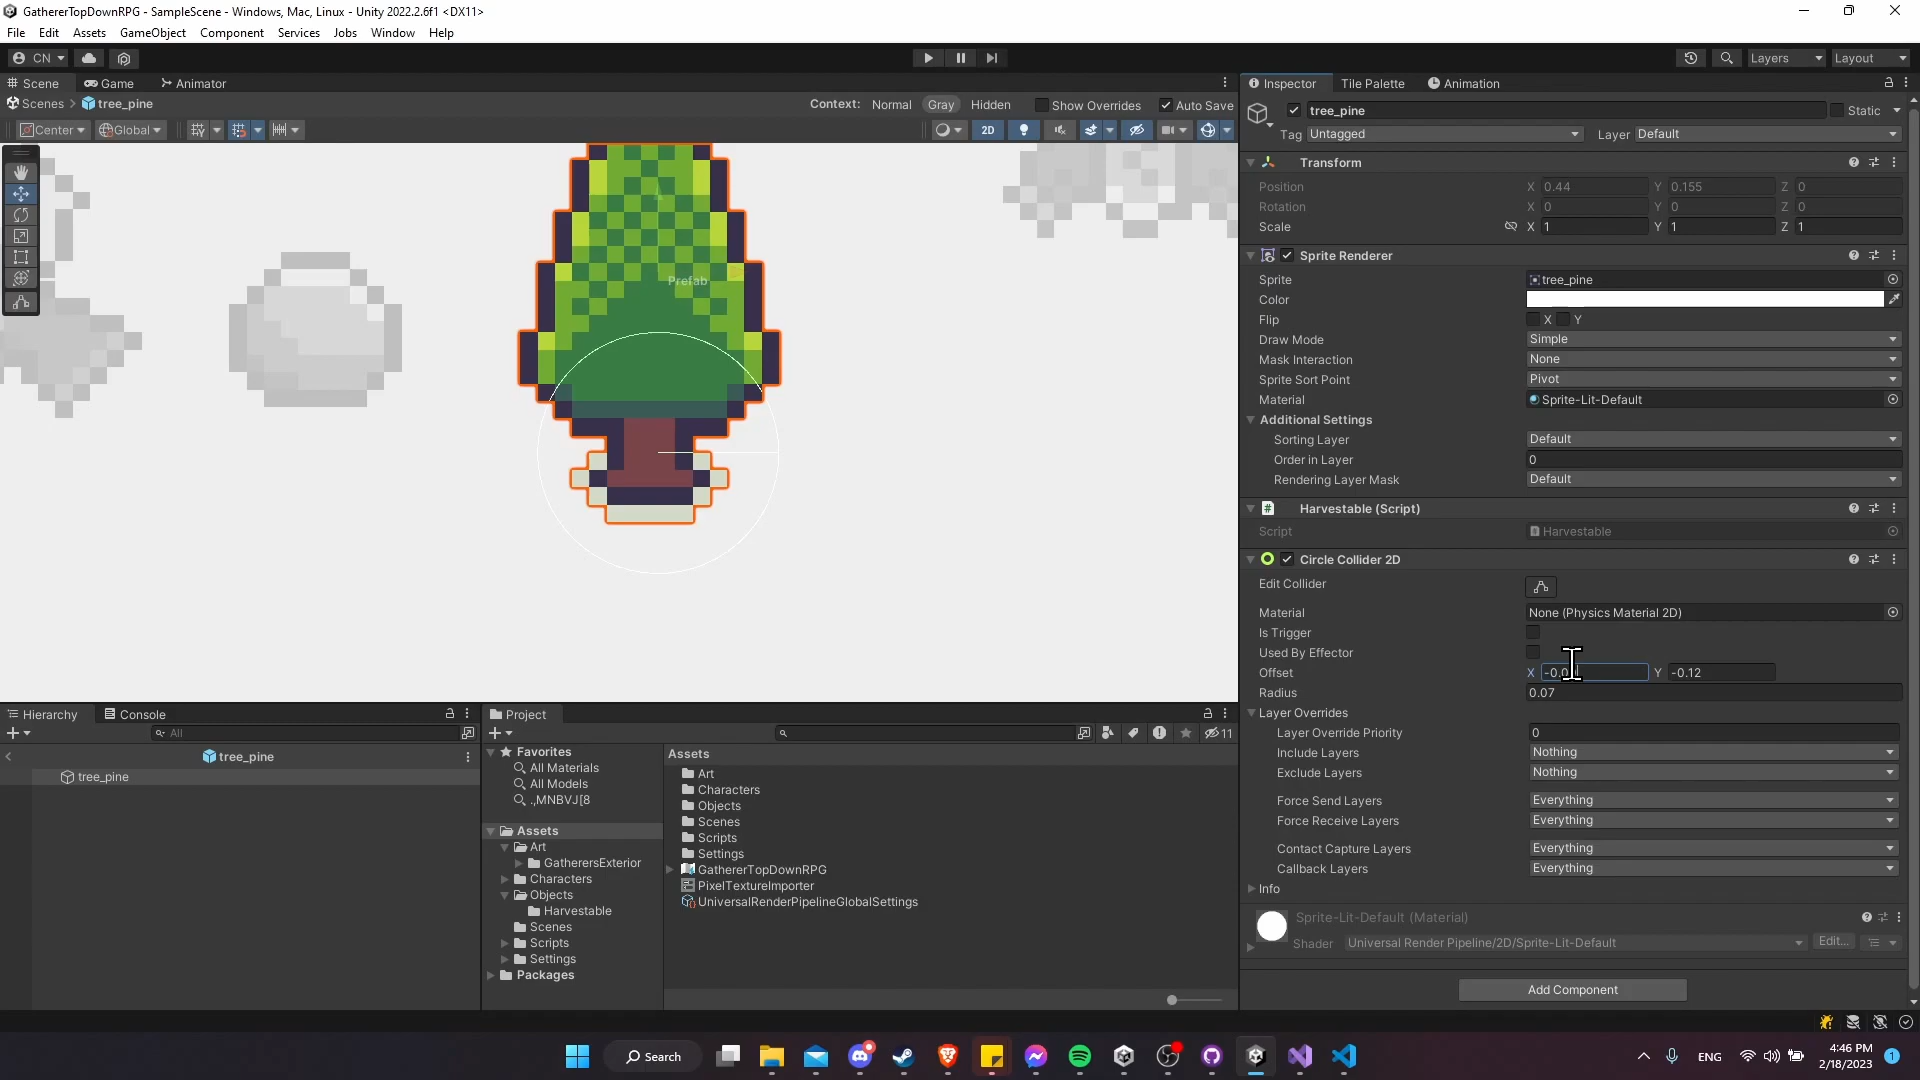 GathererTopDownRPG - SampleScene - Windows, Mac, Linux - Unity 2022.2.6f1 <DX11>
File Edit Assets GameObject Component Services Jobs Window Help
CN Layers Layout
Scene Game Animator
Scenes tree_pine Context: Normal Gray Hidden Show Overrides Auto Save
Center Global 2D
Prefab
Inspector Tile Palette Animation
tree_pine Static
Tag Untagged Layer Default
Transform
Position X 0.44 Y 0.155 Z 0
Rotation X 0 Y 0 Z 0
Scale X 1 Y 1 Z 1
Sprite Renderer
Sprite tree_pine
Color
Flip X Y
Draw Mode Simple
Mask Interaction None
Sprite Sort Point Pivot
Material Sprite-Lit-Default
Additional Settings
Sorting Layer Default
Order in Layer 0
Rendering Layer Mask Default
Harvestable (Script)
Script Harvestable
Circle Collider 2D
Edit Collider
Material None (Physics Material 2D)
Is Trigger
Used By Effector
Offset X Y -0.12
Radius 0.07
Layer Overrides
Layer Override Priority 0
Include Layers Nothing
Exclude Layers Nothing
Force Send Layers Everything
Force Receive Layers Everything
Contact Capture Layers Everything
Callback Layers Everything
Info
Sprite-Lit-Default (Material)
Shader Universal Render Pipeline/2D/Sprite-Lit-Default Edit...
Add Component
Hierarchy Console
All
tree_pine
tree_pine
Project
11
Favorites
All Materials
All Models
.,MNBVJ[8
Assets
Art
GatherersExterior
Characters
Objects
Harvestable
Scenes
Scripts
Settings
Packages
Assets
Art
Characters
Objects
Scenes
Scripts
Settings
GathererTopDownRPG
PixelTextureImporter
UniversalRenderPipelineGlobalSettings
Search
ENG
4:46 PM
2/18/2023
1